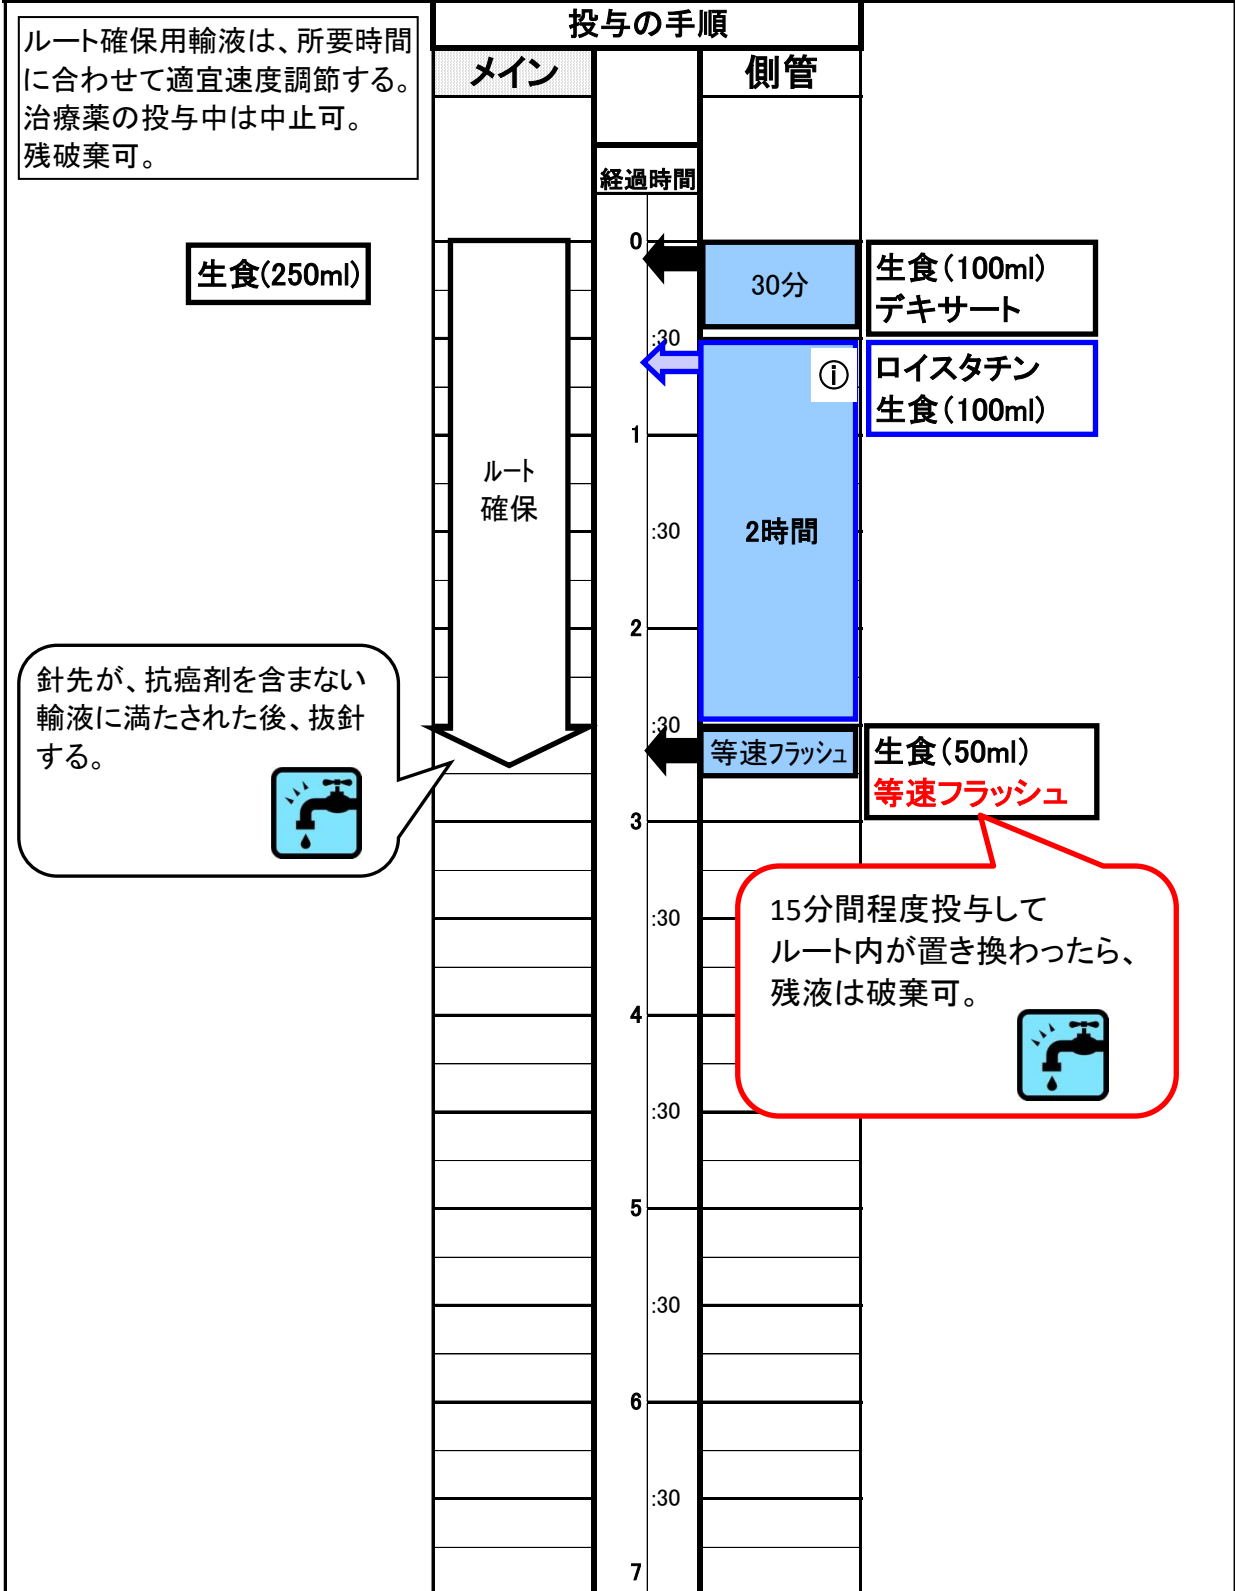 投与の手順
ルート確保用輸液は、所要時間
に合わせて適宜速度調節する。
治療薬の投与中は中止可。
残破棄可。
メイン
側管
経過時間
0
生食(250ml)
30分
生食(100ml)
デキサート
:30
ⓘ
ロイスタチン
生食(100ml)
1
ルート
確保
:30
2時間
2
針先が、抗癌剤を含まない
輸液に満たされた後、抜針
する。
:30
等速フラッシュ
生食(50ml)
等速フラッシュ
3
15分間程度投与して
ルート内が置き換わったら、
残液は破棄可。
:30
4
:30
5
:30
6
:30
7